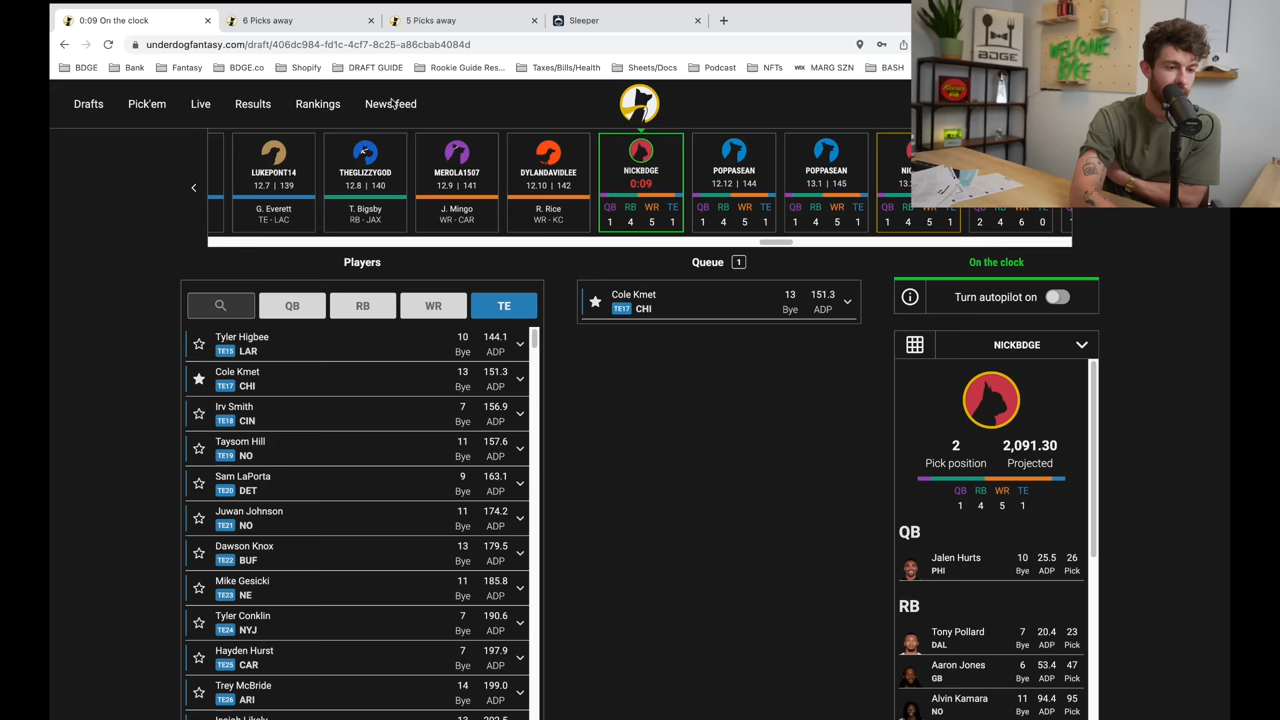 0:09 On the clock
6 Picks away
5 Picks away
Sleeper
underdogfantasy.com/draft/406dc984-fd1c-4cf7-8c25-a86cbab4084d
BDGE Bank Fantasy BDGE.co Shopify DRAFT GUIDE Rookie Guide Res... Taxes/Bills/Health Sheets/Docs Podcast NFTs WIX MARG SZN BASH
BDGE
WELCOME
Drafts Pick'em Live Results Rankings Newsfeed
LUKEPONT14
12.7 | 139
G. Everett
TE - LAC
THEGLIZZYGOD
12.8 | 140
T. Bigsby
RB - JAX
MEROLA1507
12.9 | 141
J. Mingo
WR - CAR
DYLANDAVIDLEE
12.10 | 142
R. Rice
WR - KC
NICKBDGE
0:09
QB RB WR TE
1 4 5 1
POPPASEAN
12.12 | 144
QB RB WR TE
1 4 5 1
POPPASEAN
13.1 | 145
QB RB WR TE
1 4 5 1
QB RB WR TE
1 4 5 1
QB RB WR TE
2 4 6 0
Players
QB RB WR TE
Tyler Higbee 10 144.1
TE15 LAR Bye ADP
Cole Kmet 13 151.3
TE17 CHI Bye ADP
Irv Smith 7 156.9
TE18 CIN Bye ADP
Taysom Hill 11 157.6
TE19 NO Bye ADP
Sam LaPorta 9 163.1
TE20 DET Bye ADP
Juwan Johnson 11 174.2
TE21 NO Bye ADP
Dawson Knox 13 179.5
TE22 BUF Bye ADP
Mike Gesicki 11 185.8
TE23 NE Bye ADP
Tyler Conklin 7 190.6
TE24 NYJ Bye ADP
Hayden Hurst 7 197.9
TE25 CAR Bye ADP
Trey McBride 14 199.0
TE26 ARI Bye ADP
Queue 1
Cole Kmet 13 151.3
TE17 CHI Bye ADP
On the clock
Turn autopilot on
NICKBDGE
2 2,091.30
Pick position Projected
QB RB WR TE
1 4 5 1
QB
Jalen Hurts 10 25.5 26
PHI Bye ADP Pick
RB
Tony Pollard 7 20.4 23
DAL Bye ADP Pick
Aaron Jones 6 53.4 47
GB Bye ADP Pick
Alvin Kamara 11 94.4 95
NO Bye ADP Pick